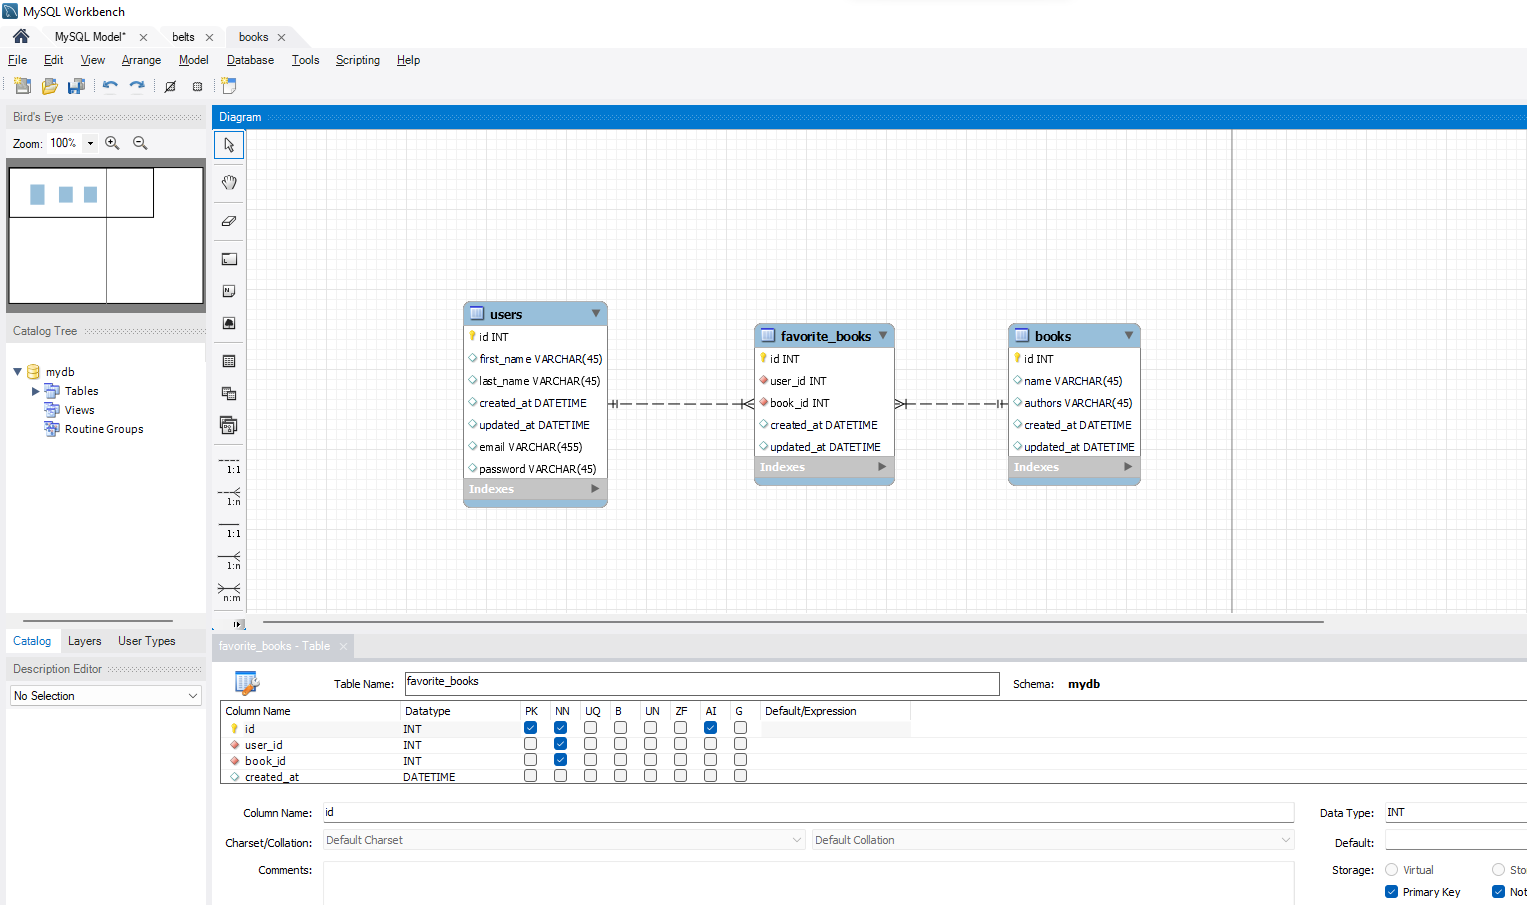 MySQL Workbench
MySQL Model* × belts × books ×
File Edit View Arrange Model Database Tools Scripting Help
Bird's Eye
Zoom: 100%
Catalog Tree
mydb
Tables
Views
Routine Groups
Catalog Layers User Types
Description Editor
No Selection
Diagram
1:1
1:n
1:1
1:n
n:m
users
id INT
first_name VARCHAR(45)
last_name VARCHAR(45)
created_at DATETIME
updated_at DATETIME
email VARCHAR(455)
password VARCHAR(45)
Indexes
favorite_books
id INT
user_id INT
book_id INT
created_at DATETIME
updated_at DATETIME
Indexes
books
id INT
name VARCHAR(45)
authors VARCHAR(45)
created_at DATETIME
updated_at DATETIME
Indexes
favorite_books - Table ×
Table Name: favorite_books Schema: mydb
Column Name Datatype PK NN UQ B UN ZF AI G Default/Expression
id INT
user_id INT
book_id INT
created_at DATETIME
Column Name: id Data Type: INT
Charset/Collation: Default Charset Default Collation Default:
Comments: Storage: Virtual Sto
Primary Key Not